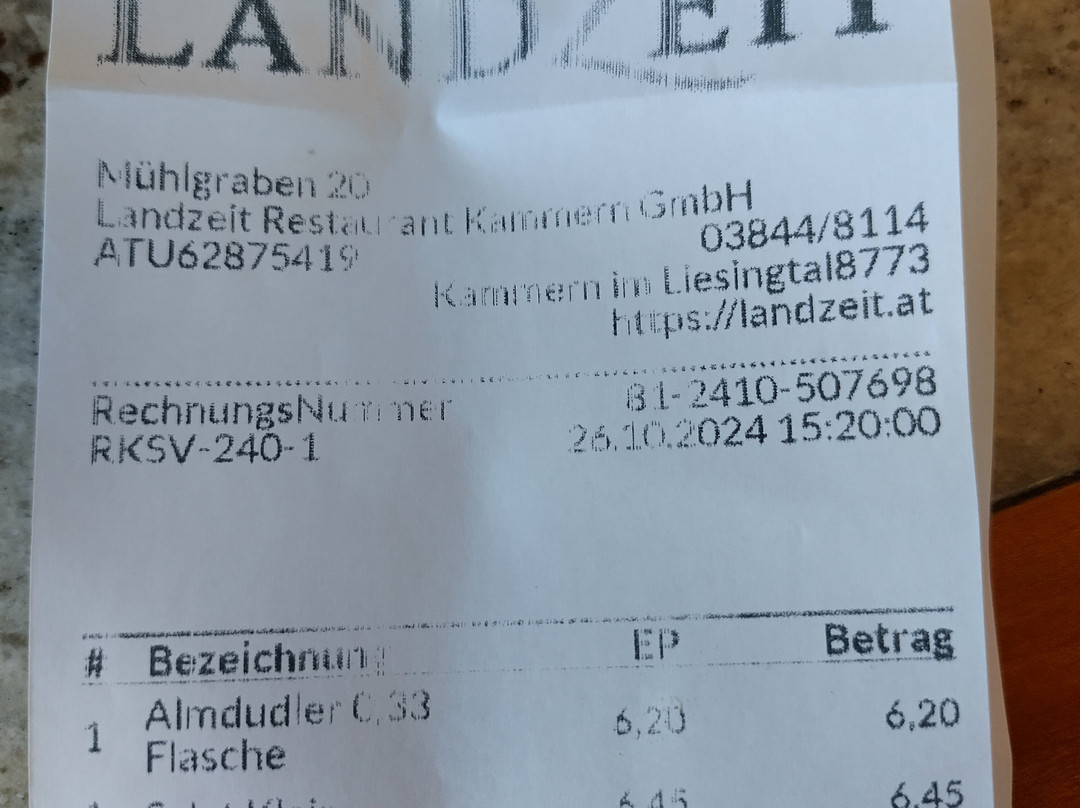 LANDZEIT
Mühlgraben 20
Landzeit Restaurant Kammern GmbH
03844/8114
ATU62875419
Kammern im Liesingtal8773
https://landzeit.at
RechnungsNummer 81-2410-507698
RKSV-240-1 26.10.2024 15:20:00
# Bezeichnung EP Betrag
1 Almdudler 0,33 6,20 6,20
Flasche
6,45 6,45